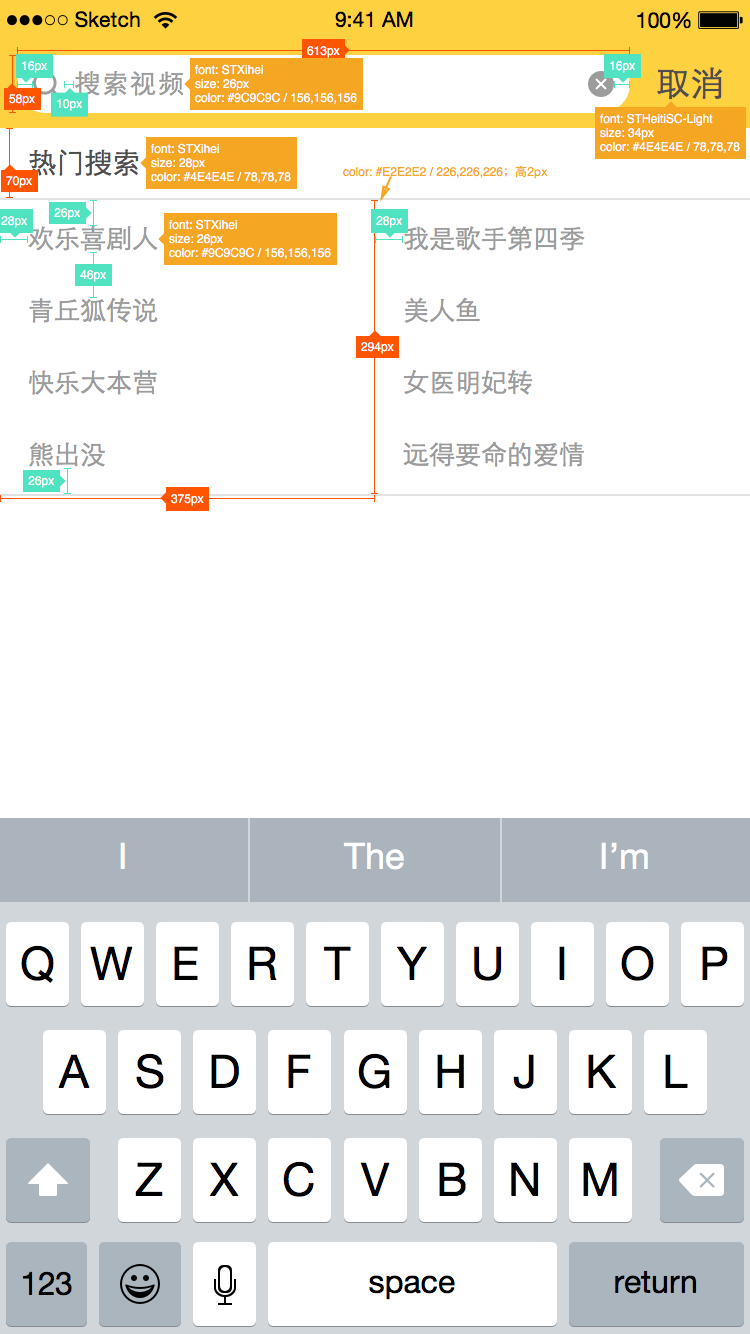 Sketch 9:41 AM 100%
613px
16px 16px
搜索视频 取消
58px
10px
font: STXihei
size: 26px
color: #9C9C9C / 156,156,156
font: STHeitiSC-Light
size: 34px
color: #4E4E4E / 78,78,78
热门搜索
70px
font: STXihei
size: 28px
color: #4E4E4E / 78,78,78
color: #E2E2E2 / 226,226,226；高2px
28px 26px 28px
欢乐喜剧人 我是歌手第四季
font: STXihei
size: 26px
color: #9C9C9C / 156,156,156
46px
青丘狐传说 美人鱼
294px
快乐大本营 女医明妃转
熊出没 远得要命的爱情
26px
375px
I The I’m
Q W E R T Y U I O P
A S D F G H J K L
Z X C V B N M
123 space return